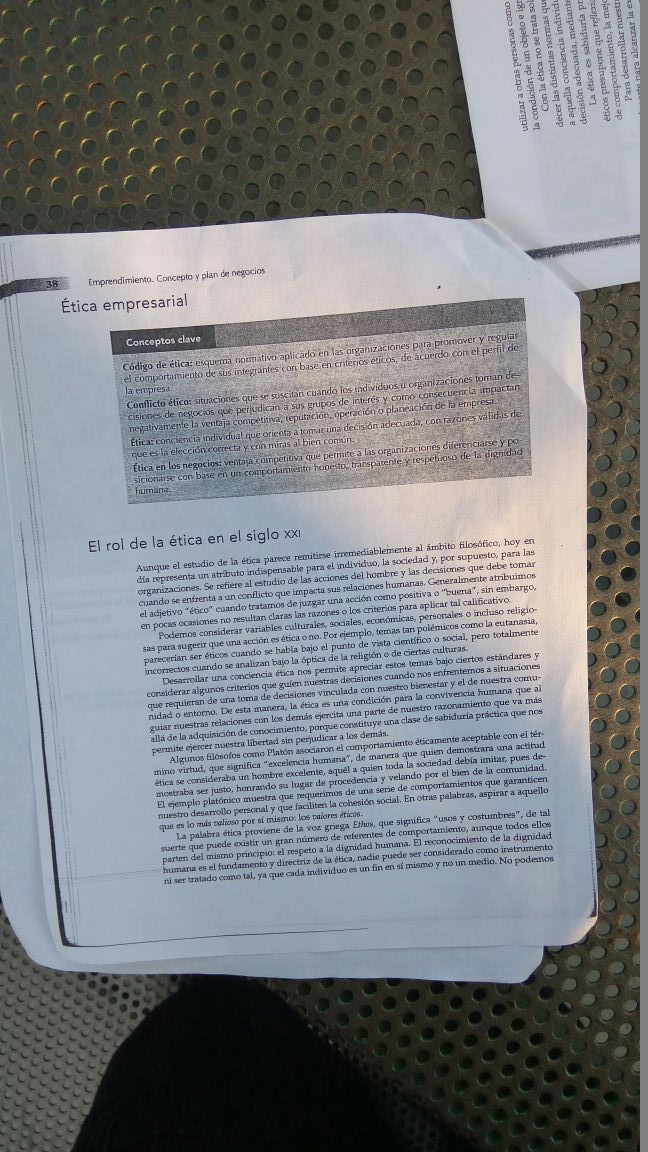 38
Emprendimiento. Concepto y plan de negocios
Ética empresarial
Conceptos clave
Código de ética: esquema normativo aplicado en las organizaciones para promover y regular
el comportamiento de sus integrantes con base en criterios éticos, de acuerdo con el perfil de
la empresa.
Conflicto ético: situaciones que se suscitan cuando los individuos u organizaciones toman de-
cisiones de negocios que perjudican a sus grupos de interés y como consecuencia impactan
negativamente la ventaja competitiva, reputación, operación o planeación de la empresa.
Ética: conciencia individual que orienta a tomar una decisión adecuada, con razones válidas de
que es la elección correcta y con miras al bien común.
Ética en los negocios: ventaja competitiva que permite a las organizaciones diferenciarse y po-
sicionarse con base en un comportamiento honesto, transparente y respetuoso de la dignidad
humana.
El rol de la ética en el siglo XXI
Aunque el estudio de la ética parece remitirse irremediablemente al ámbito filosófico, hoy en
día representa un atributo indispensable para el individuo, la sociedad y, por supuesto, para las
organizaciones. Se refiere al estudio de las acciones del hombre y las decisiones que debe tomar
cuando se enfrenta a un conflicto que impacta sus relaciones humanas. Generalmente atribuimos
el adjetivo "ético" cuando tratamos de juzgar una acción como positiva o "buena", sin embargo,
en pocas ocasiones no resultan claras las razones o los criterios para aplicar tal calificativo.
Podemos considerar variables culturales, sociales, económicas, personales o incluso religio-
sas para sugerir que una acción es ética o no. Por ejemplo, temas tan polémicos como la eutanasia,
parecerían ser éticos cuando se habla bajo el punto de vista científico o social, pero totalmente
incorrectos cuando se analizan bajo la óptica de la religión o de ciertas culturas.
Desarrollar una conciencia ética nos permite apreciar estos temas bajo ciertos estándares y
considerar algunos criterios que guíen nuestras decisiones cuando nos enfrentemos a situaciones
que requieran de una toma de decisiones vinculada con nuestro bienestar y el de nuestra comu-
nidad o entorno. De esta manera, la ética es una condición para la convivencia humana que al
guiar nuestras relaciones con los demás ejercita una parte de nuestro razonamiento que va más
allá de la adquisición de conocimiento, porque constituye una clase de sabiduría práctica que nos
permite ejercer nuestra libertad sin perjudicar a los demás.
Algunos filósofos como Platón asociaron el comportamiento éticamente aceptable con el tér-
mino virtud, que significa "excelencia humana", de manera que quien demostrara una actitud
ética se consideraba un hombre excelente, aquél a quien toda la sociedad debía imitar, pues de-
mostraba ser justo, honrando su lugar de procedencia y velando por el bien de la comunidad.
El ejemplo platónico muestra que requerimos de una serie de comportamientos que garanticen
nuestro desarrollo personal y que faciliten la cohesión social. En otras palabras, aspirar a aquello
que es lo más valioso por sí mismo: los valores éticos.
La palabra ética proviene de la voz griega Ethos, que significa "usos y costumbres", de tal
suerte que puede existir un gran número de referentes de comportamiento, aunque todos ellos
parten del mismo principio: el respeto a la dignidad humana. El reconocimiento de la dignidad
humana es el fundamento y directriz de la ética, nadie puede ser considerado como instrumento
ni ser tratado como tal, ya que cada individuo es un fin en sí mismo y no un medio. No podemos
utilizar a otras personas como
la condición de un objeto e
Con la ética no se trata
decer las distintas normas que
a aquella conciencia
decisión adecuada, mediante
La ética es sabiduría
éticos presupone que
de comportamiento, la
Para desarrollar
para alcanzar la